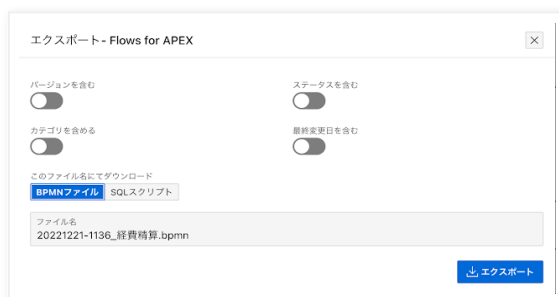 エクスポート- Flows for APEX
バージョンを含む
ステータスを含む
カテゴリを含める
最終変更日を含む
このファイル名にてダウンロード
BPMNファイル SQLスクリプト
ファイル名
20221221-1136_経費精算.bpmn
エクスポート